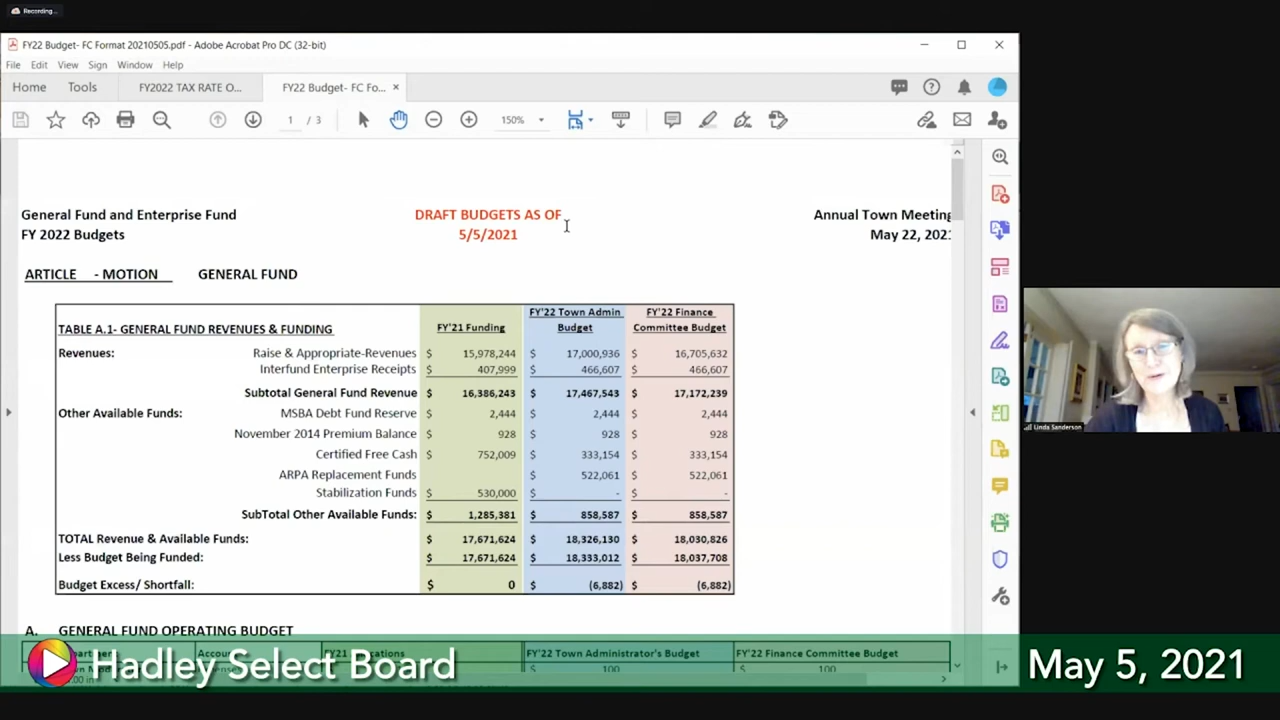 Recording...
FY22 Budget- FC Format 20210505.pdf - Adobe Acrobat Pro DC (32-bit)
File Edit View Sign Window Help
Home Tools FY2022 TAX RATE O... FY22 Budget- FC Fo... ×
1 / 3 150%
General Fund and Enterprise Fund DRAFT BUDGETS AS OF Annual Town Meeting
FY 2022 Budgets 5/5/2021 May 22, 2021
ARTICLE - MOTION GENERAL FUND
TABLE A.1- GENERAL FUND REVENUES & FUNDING FY'21 Funding FY'22 Town Admin Budget FY'22 Finance Committee Budget
Revenues: Raise & Appropriate-Revenues $ 15,978,244 $ 17,000,936 $ 16,705,632
Interfund Enterprise Receipts $ 407,999 $ 466,607 $ 466,607
Subtotal General Fund Revenue $ 16,386,243 $ 17,467,543 $ 17,172,239
Other Available Funds: MSBA Debt Fund Reserve $ 2,444 $ 2,444 $ 2,444
November 2014 Premium Balance $ 928 $ 928 $ 928
Certified Free Cash $ 752,009 $ 333,154 $ 333,154
ARPA Replacement Funds $ 522,061 $ 522,061
Stabilization Funds $ 530,000 $ - $ -
SubTotal Other Available Funds: $ 1,285,381 $ 858,587 $ 858,587
TOTAL Revenue & Available Funds: $ 17,671,624 $ 18,326,130 $ 18,030,826
Less Budget Being Funded: $ 17,671,624 $ 18,333,012 $ 18,037,708
Budget Excess/ Shortfall: $ 0 $ (6,882) $ (6,882)
A. GENERAL FUND OPERATING BUDGET
FY'22 Town Administrator's Budget FY'22 Finance Committee Budget
$ 100 $ 100
Linda Sanderson
Hadley Select Board May 5, 2021